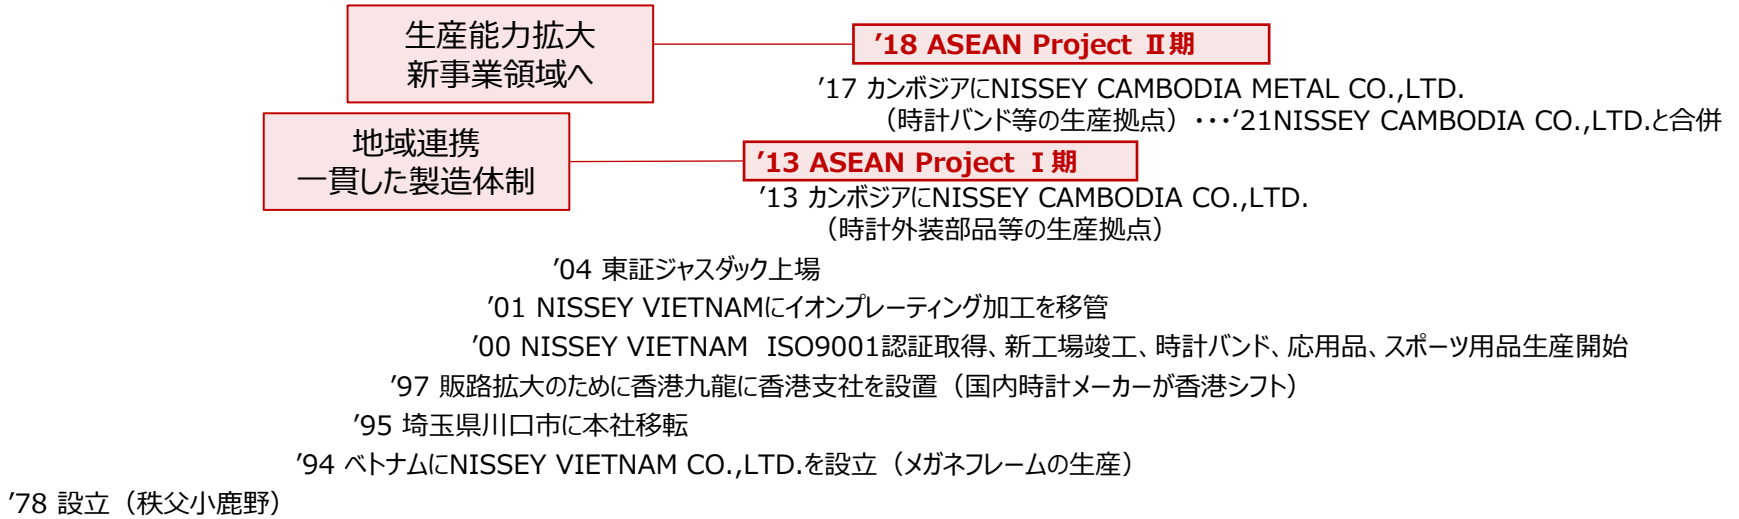 生産能力拡大
新事業領域へ
’18 ASEAN Project Ⅱ期
’17 カンボジアにNISSEY CAMBODIA METAL CO.,LTD.
（時計バンド等の生産拠点）・・・‘21NISSEY CAMBODIA CO.,LTD.と合併
地域連携
一貫した製造体制
’13 ASEAN Project Ⅰ期
’13 カンボジアにNISSEY CAMBODIA CO.,LTD.
（時計外装部品等の生産拠点）
’04 東証ジャスダック上場
’01 NISSEY VIETNAMにイオンプレーティング加工を移管
’00 NISSEY VIETNAM ISO9001認証取得、新工場竣工、時計バンド、応用品、スポーツ用品生産開始
’97 販路拡大のために香港九龍に香港支社を設置（国内時計メーカーが香港シフト）
’95 埼玉県川口市に本社移転
’94 ベトナムにNISSEY VIETNAM CO.,LTD.を設立（メガネフレームの生産）
’78 設立（秩父小鹿野）